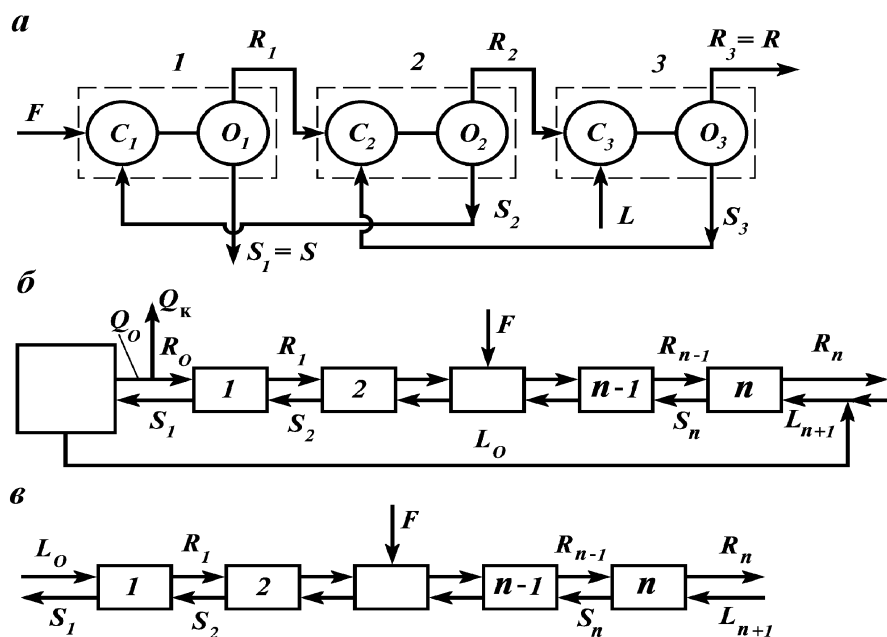 а
1 R₁ 2 R₂ 3 R₃ = R
F C₁ O₁ C₂ O₂ C₃ O₃
S₁ = S S₂ L S₃
б
Qₒ Qк F
Rₒ R₁ Rₙ₋₁ Rₙ
1 2 n-1 n
S₁ S₂ Lₒ Sₙ Lₙ₊₁
в
F
Lₒ R₁ Rₙ₋₁ Rₙ
1 2 n-1 n
S₁ S₂ Sₙ Lₙ₊₁